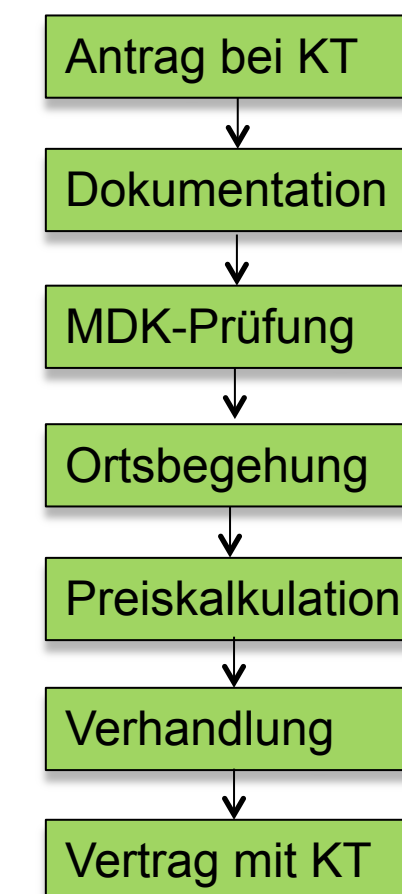 Antrag bei KT
Dokumentation
MDK-Prüfung
Ortsbegehung
Preiskalkulation
Verhandlung
Vertrag mit KT